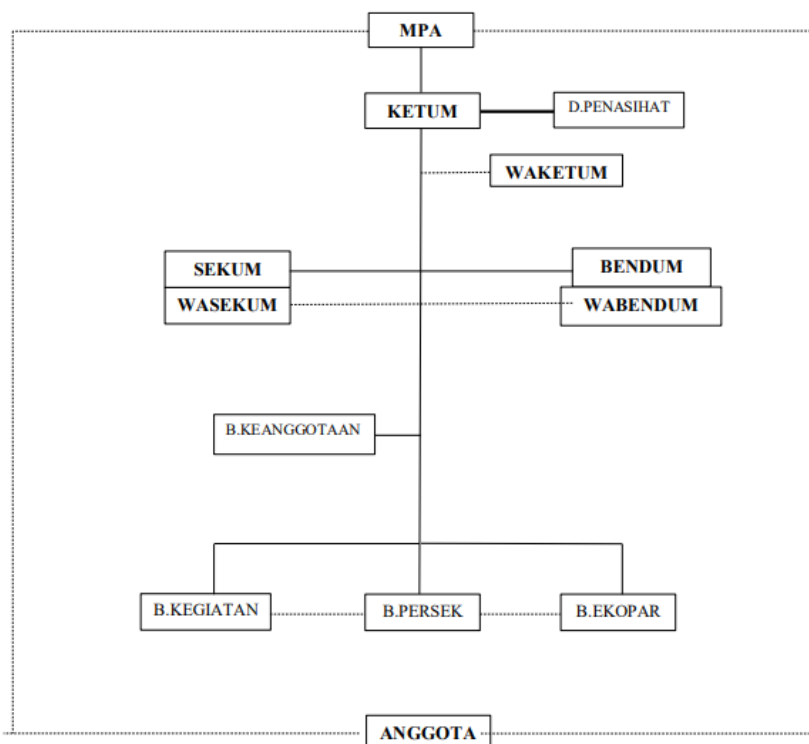 MPA
KETUM
D.PENASIHAT
WAKETUM
SEKUM
BENDUM
WASEKUM
WABENDUM
B.KEANGGOTAAN
B.KEGIATAN
B.PERSEK
B.EKOPAR
ANGGOTA